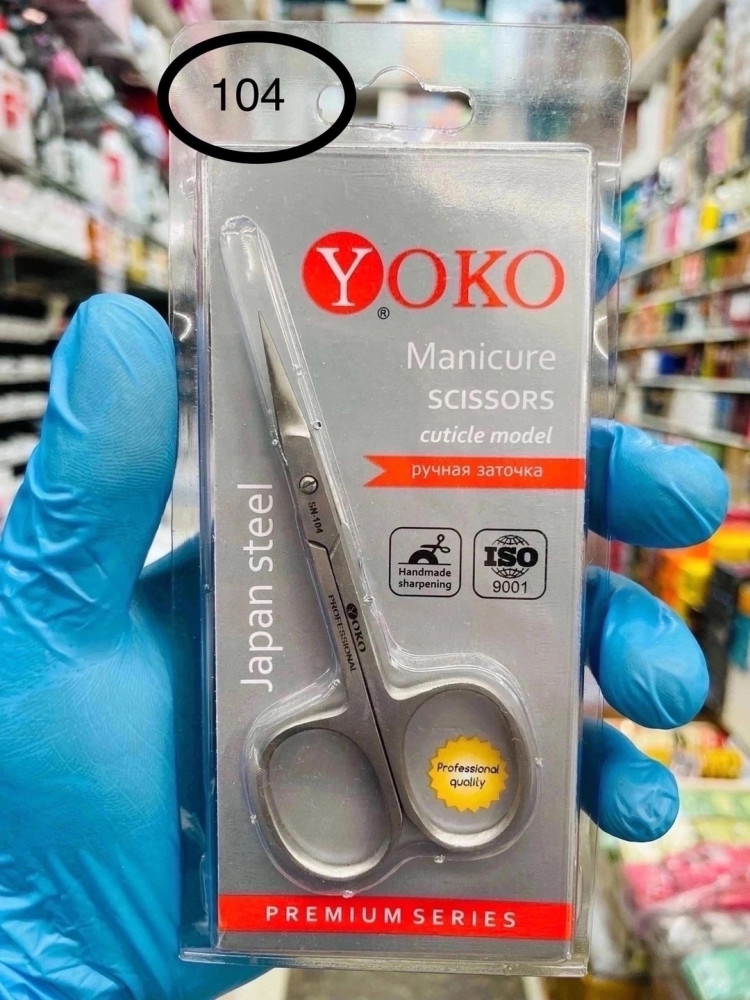 104
YOKO
®
Manicure
SCISSORS
cuticle model
ручная заточка
SN-104
Japan steel
Handmade
sharpening
ISO
9001
YOKO
PROFESSIONAL
Professional
quality
PREMIUM SERIES